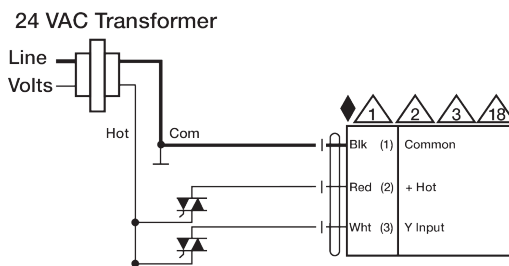 24 VAC Transformer
Line
Volts
Hot
Com
1 2 3 18
Blk (1) Common
Red (2) + Hot
Wht (3) Y Input